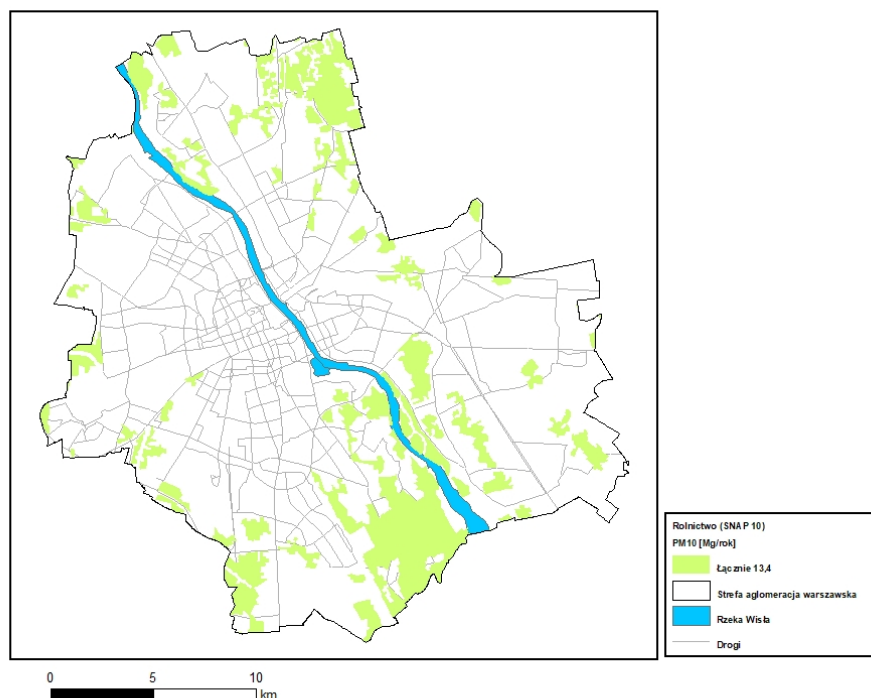 Rolnictwo (SNAP 10)
PM10 [Mg/rok]
Łącznie 13,4
Strefa aglomeracja warszawska
Rzeka Wisła
Drogi
0 5 10
km